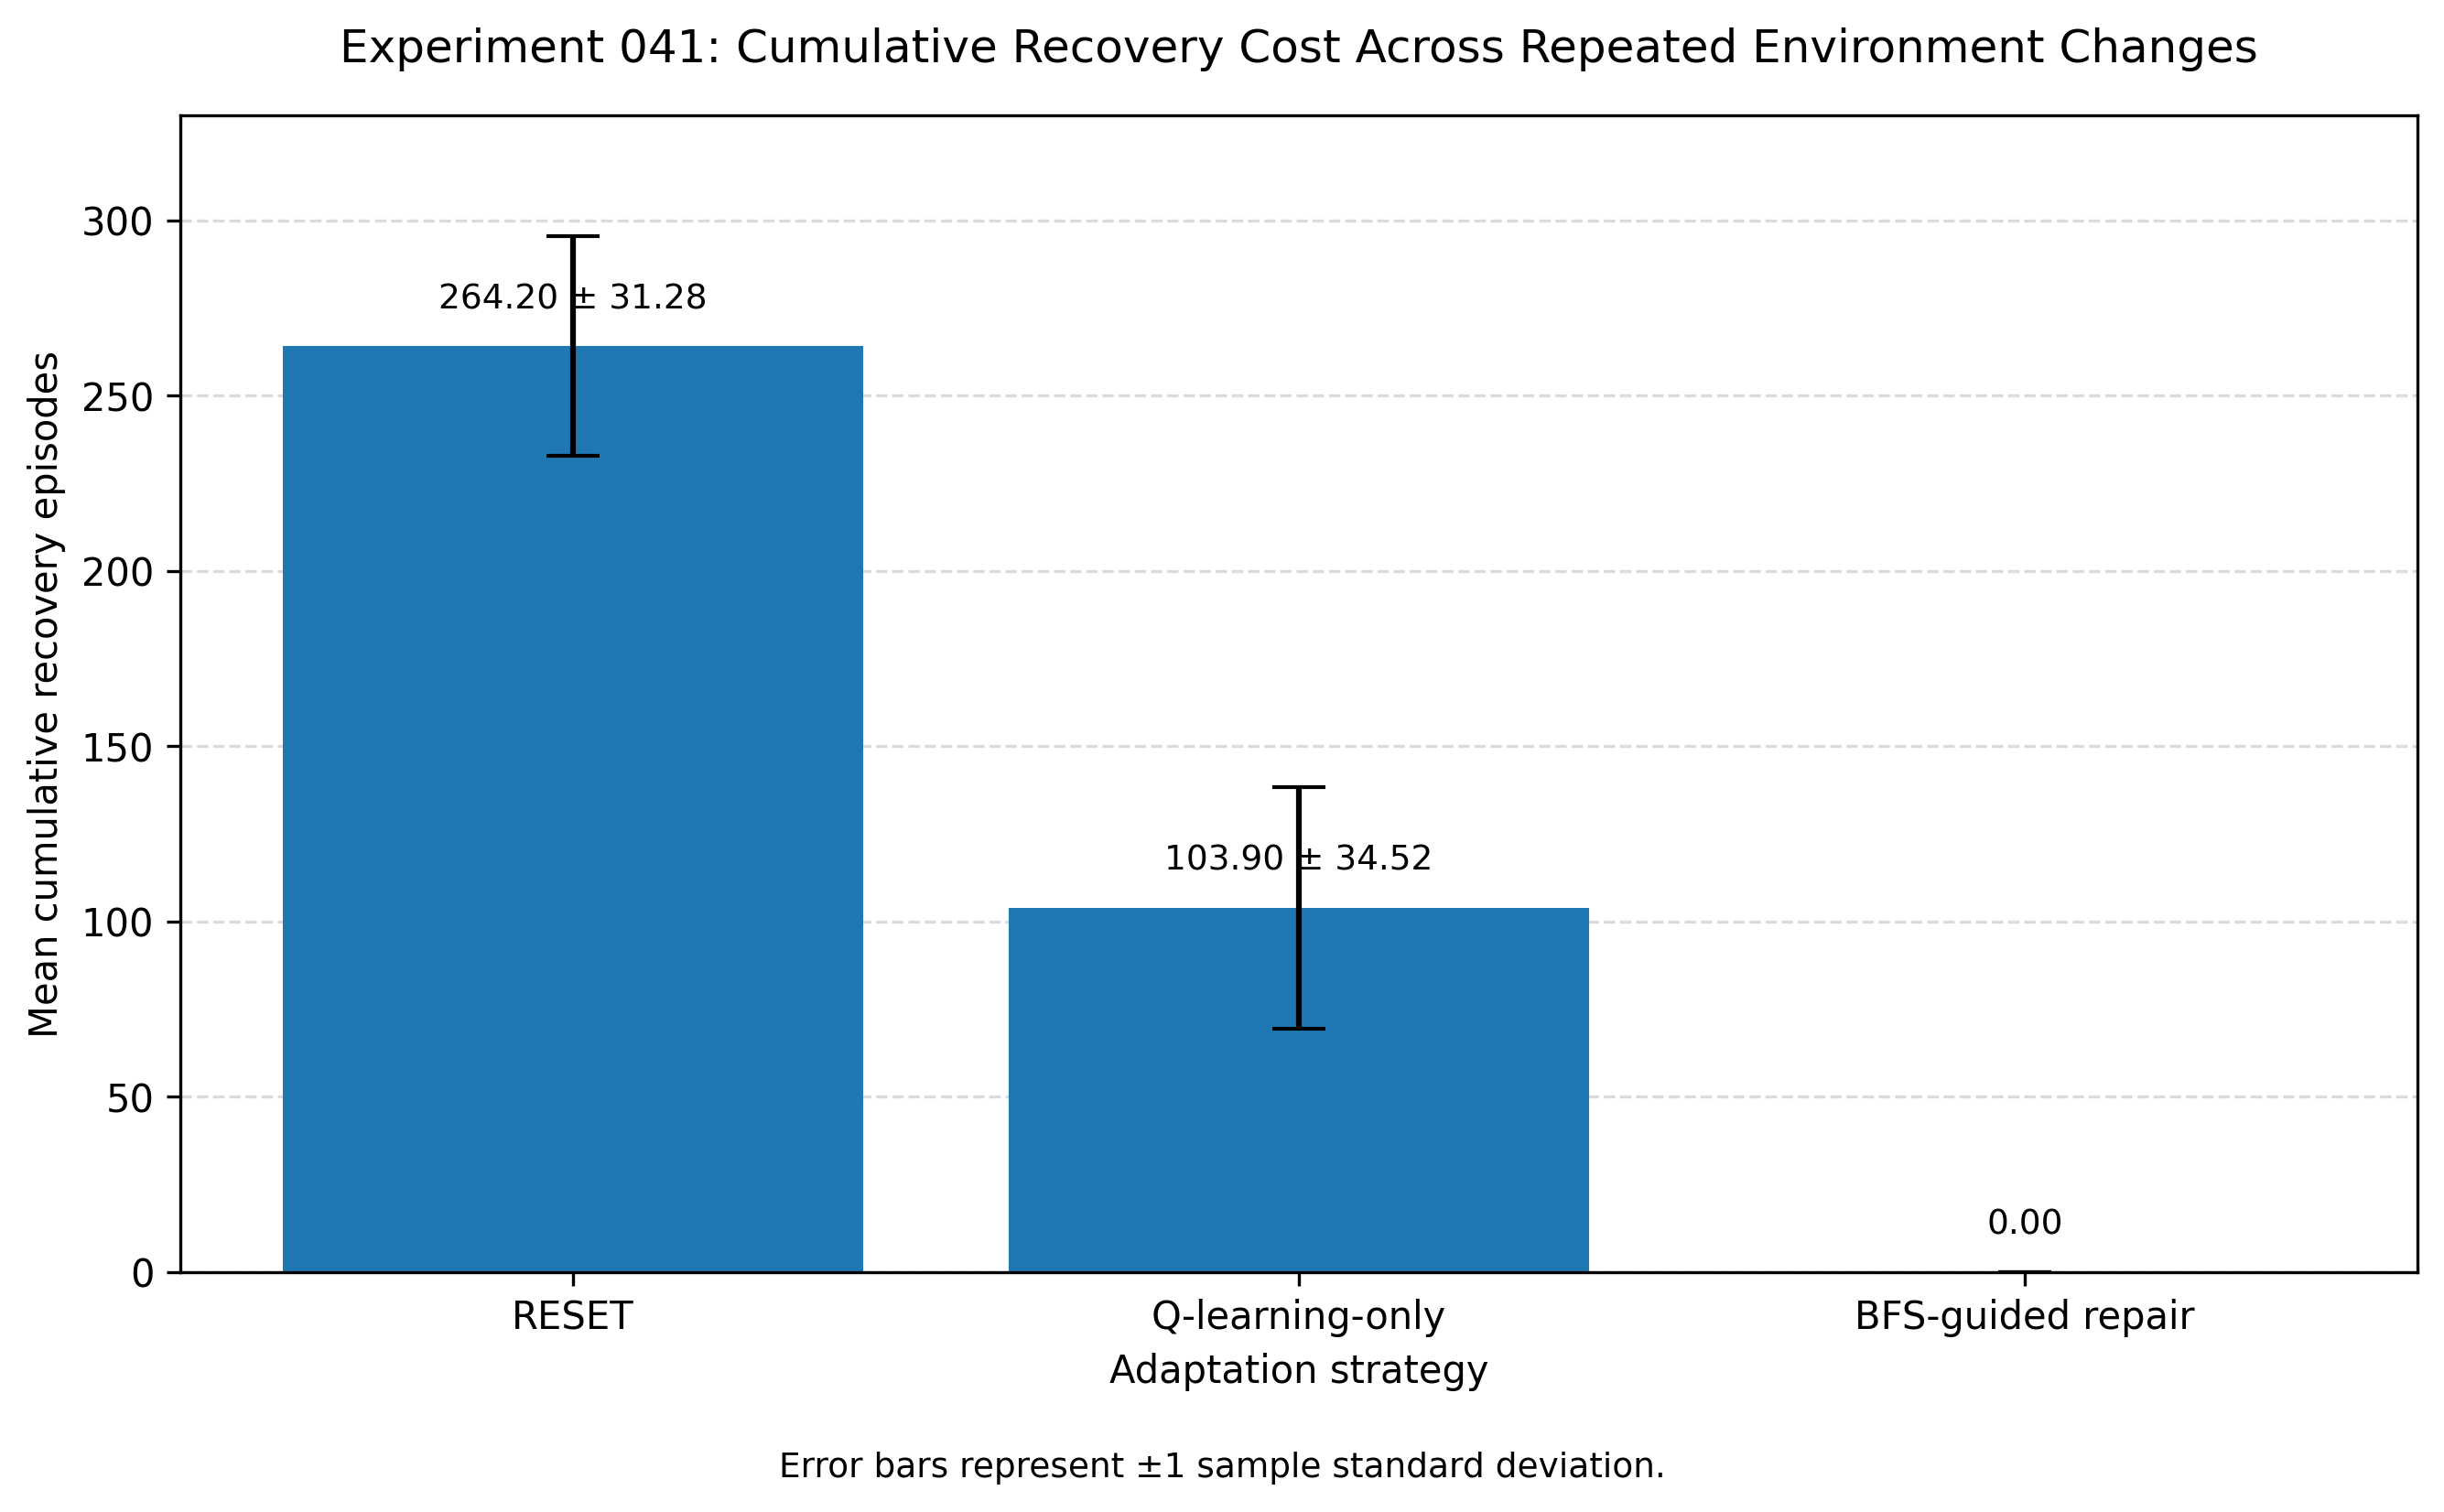 Experiment 041: Cumulative Recovery Cost Across Repeated Environment Changes
Mean cumulative recovery episodes
300
250
200
150
100
50
0
264.20 ± 31.28
103.90 ± 34.52
0.00
RESET
Q-learning-only
BFS-guided repair
Adaptation strategy
Error bars represent ±1 sample standard deviation.